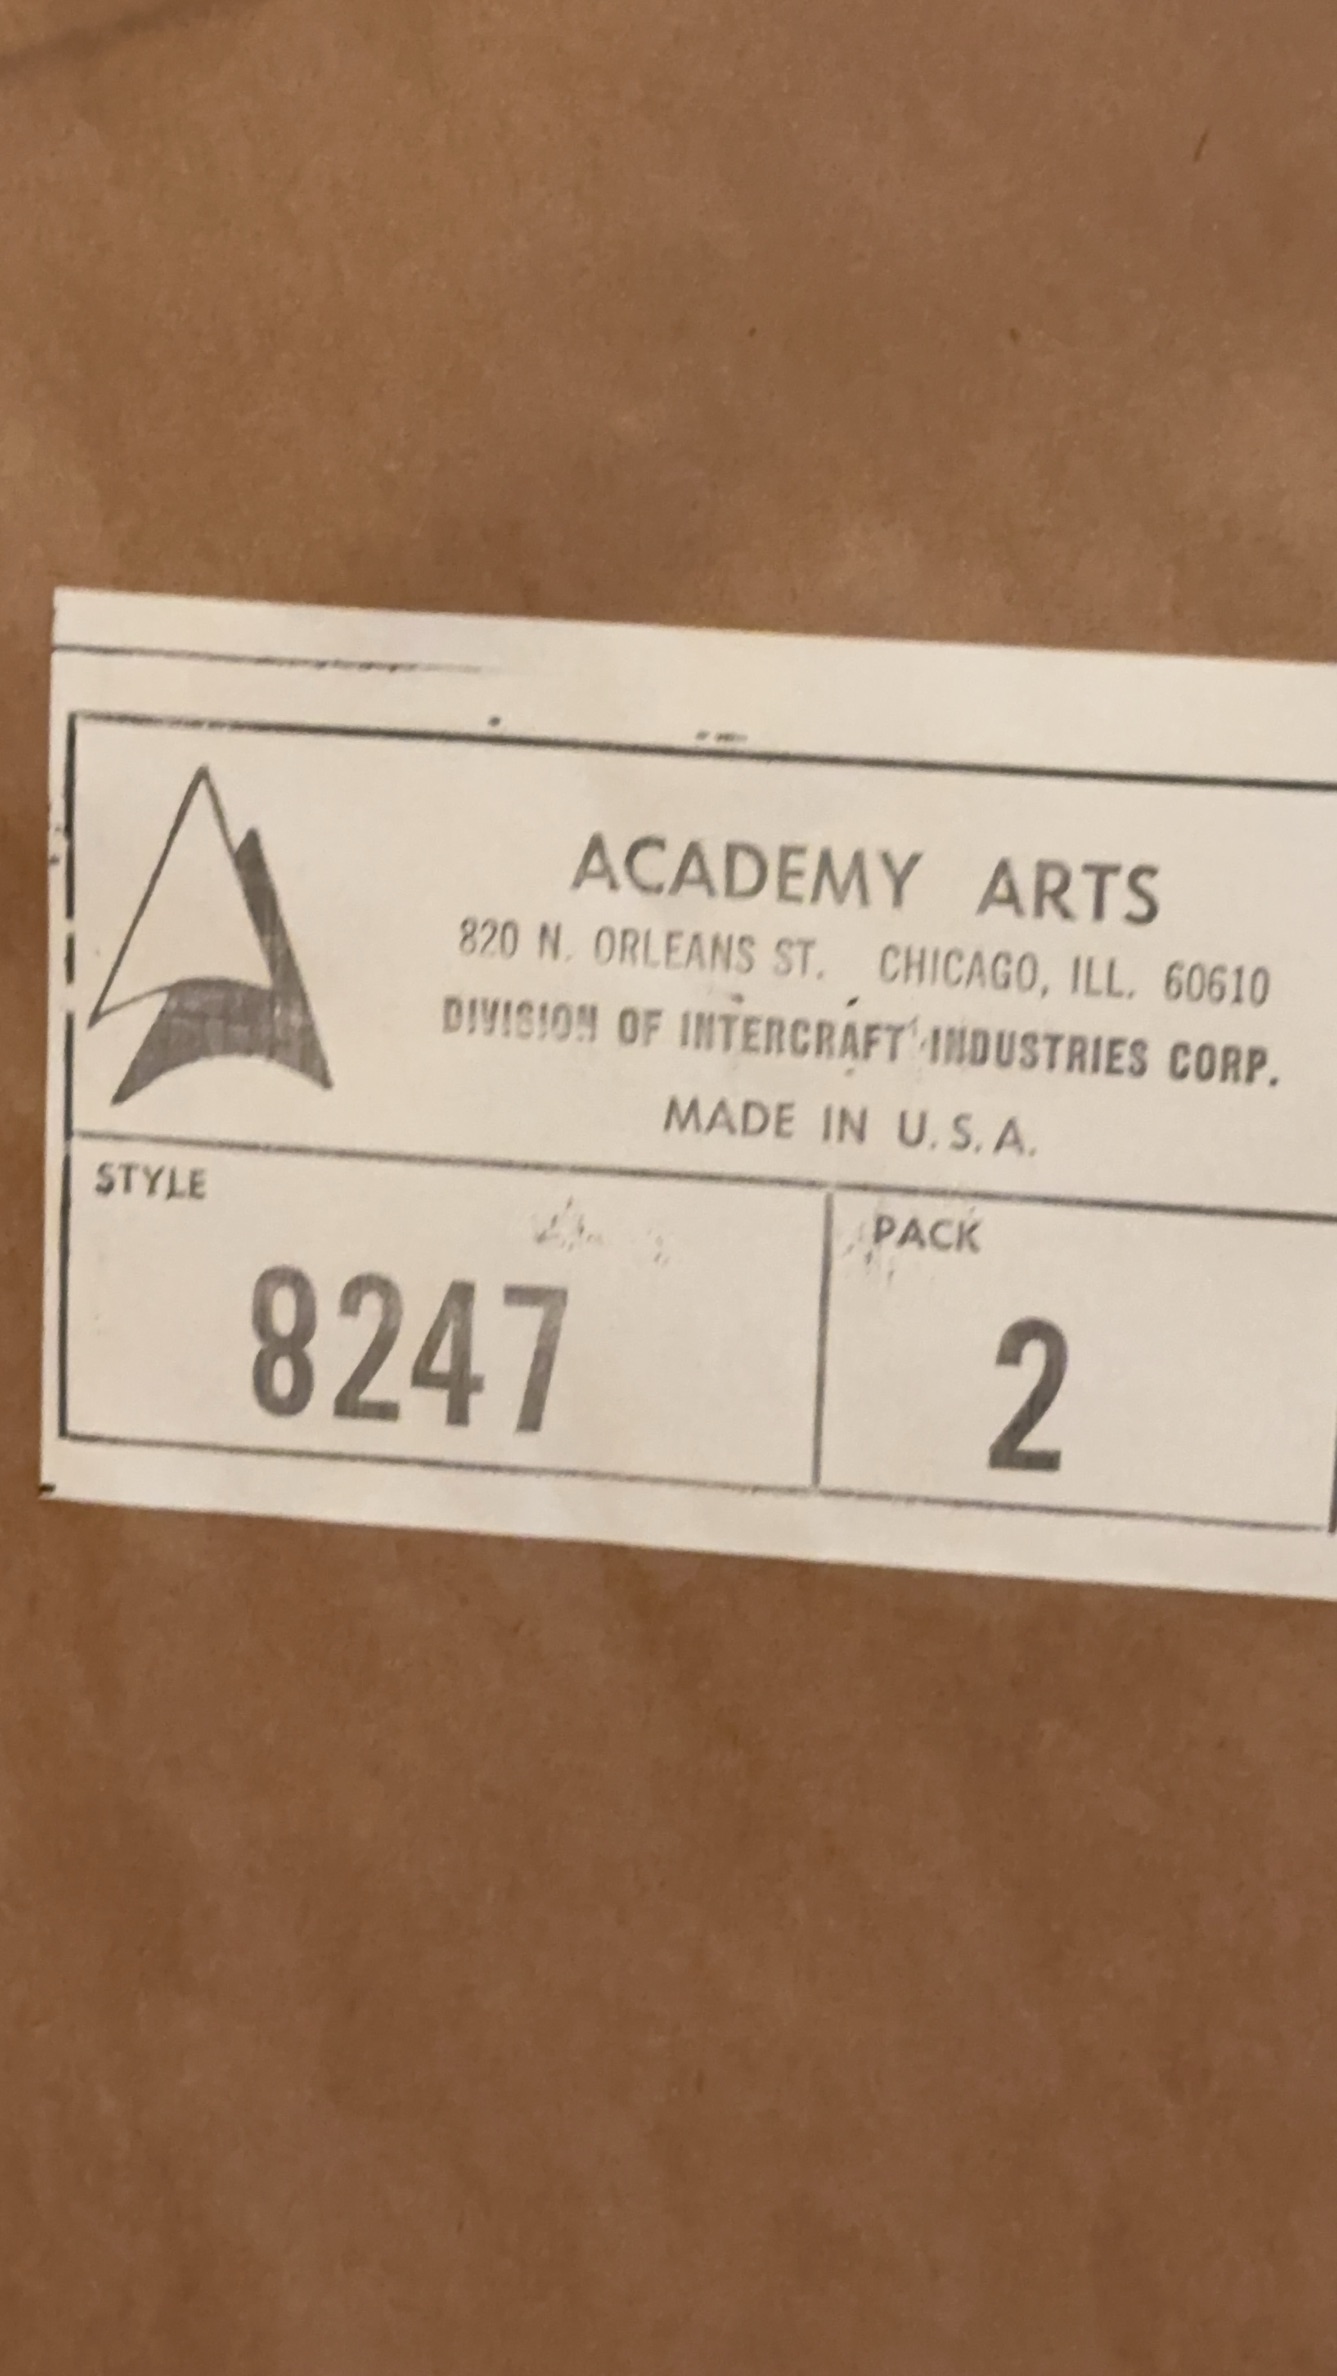 ACADEMY ARTS
820 N. ORLEANS ST. CHICAGO, ILL. 60610
DIVISION OF INTERCRAFT INDUSTRIES CORP.
MADE IN U.S.A.
STYLE
8247
PACK
2